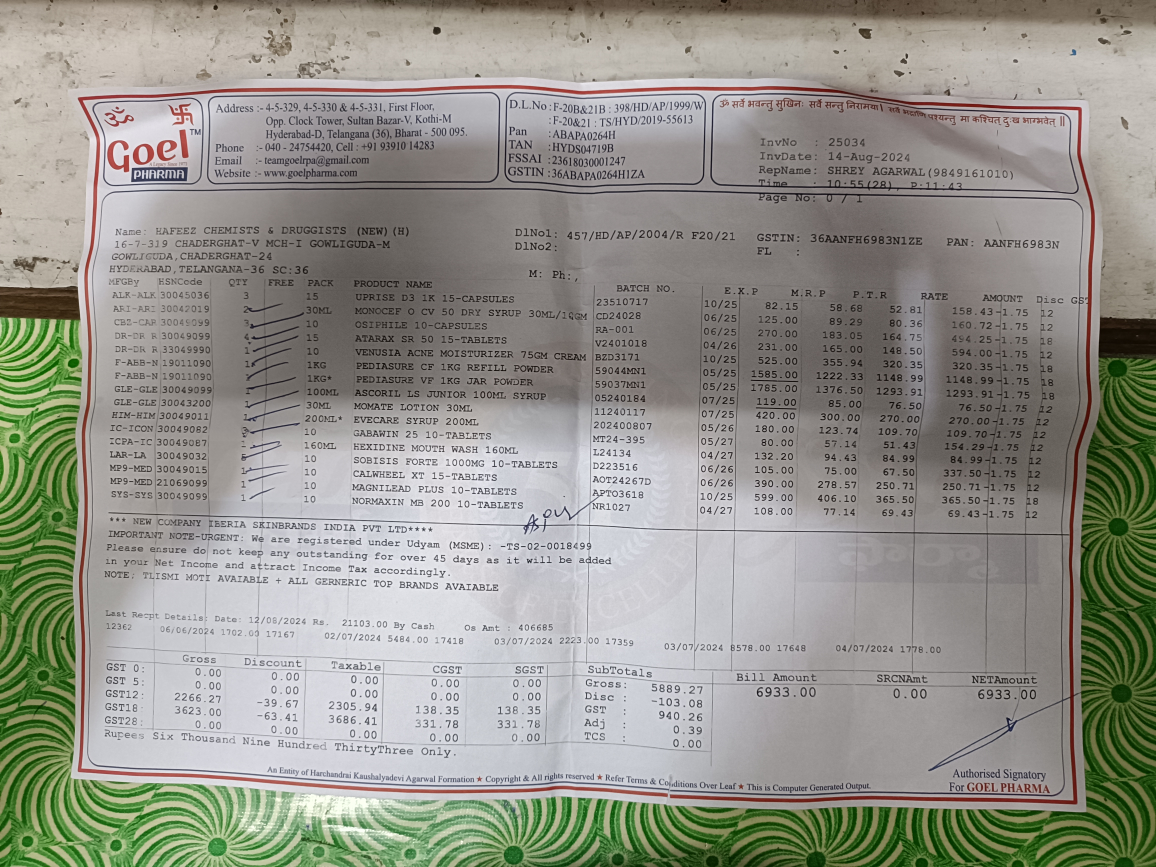 ॐ 卐
Goel™
PHARMA
Address :- 4-5-329, 4-5-330 & 4-5-331, First Floor,
Opp. Clock Tower, Sultan Bazar-V, Kothi-M
Hyderabad-D, Telangana (36), Bharat - 500 095.
Phone :- 040 - 24754420, Cell : +91 93910 14283
Email :- teamgoelrpa@gmail.com
Website :- www.goelpharma.com
D.L.No : F-20B&21B : 398/HD/AP/1999/W
: F-20&21 : TS/HYD/2019-55613
Pan : ABAPA0264H
TAN : HYDS04719B
FSSAI : 23618030001247
GSTIN : 36ABAPA0264H1ZA
ॐ सर्वे भवन्तु सुखिनः सर्वे सन्तु निरामया। सर्वे भद्राणि पश्यन्तु मा कश्चित् दुःख भाग्भवेत् ॥
InvNo : 25034
InvDate: 14-Aug-2024
RepName: SHREY AGARWAL(9849161010)
Time : 10:55(28), P:11:43
Page No: 0 / 1
Name: HAFEEZ CHEMISTS & DRUGGISTS (NEW)(H)
16-7-319 CHADERGHAT-V MCH-I GOWLIGUDA-M
GOWLIGUDA,CHADERGHAT-24
HYDERABAD,TELANGANA-36 SC:36
DlNo1: 457/HD/AP/2004/R F20/21
DlNo2:
M: Ph:,
GSTIN: 36AANFH6983N1ZE PAN: AANFH6983N
FL :
MFGBy HSNCode QTY FREE PACK PRODUCT NAME BATCH NO. E.X.P M.R.P P.T.R RATE AMOUNT Disc GST
ALK-ALK 30045036 3 15 UPRISE D3 1K 15-CAPSULES 23510717 10/25 82.15 58.68 52.81 158.43-1.75 12
ARI-ARI 30042019 2 30ML MONOCEF O CV 50 DRY SYRUP 30ML/1QGM CD24028 06/25 125.00 89.29 80.36 160.72-1.75 12
CBZ-CAR 30045099 3 10 OSIPHILE 10-CAPSULES RA-001 06/25 270.00 183.05 164.75 494.25-1.75 18
DR-DR R 30049099 4 15 ATARAX SR 50 15-TABLETS V2401018 04/26 231.00 165.00 148.50 594.00-1.75 12
DR-DR R 33049990 1 10 VENUSIA ACNE MOISTURIZER 75GM CREAM BZD3171 10/25 525.00 355.94 320.35 320.35-1.75 18
F-ABB-N 19011090 1 1KG PEDIASURE CF 1KG REFILL POWDER 59044MN1 05/25 1585.00 1222.33 1148.99 1148.99-1.75 18
F-ABB-N 19011090 1 1KG* PEDIASURE VF 1KG JAR POWDER 59037MN1 05/25 1785.00 1376.50 1293.91 1293.91-1.75 18
GLE-GLE 30049099 1 100ML ASCORIL LS JUNIOR 100ML SYRUP 05240184 07/25 119.00 85.00 76.50 76.50-1.75 12
GLE-GLE 30043200 1 30ML MOMATE LOTION 30ML 11240117 07/25 420.00 300.00 270.00 270.00-1.75 12
HIM-HIM 30049011 1 200ML* EVECARE SYRUP 200ML 202400807 05/26 180.00 123.74 109.70 109.70-1.75 12
IC-ICON 30049082 3 10 GABAWIN 25 10-TABLETS MT24-395 05/27 80.00 57.14 51.43 154.29-1.75 12
ICPA-IC 30049087 1 160ML HEXIDINE MOUTH WASH 160ML L24134 04/27 132.20 94.43 84.99 84.99-1.75 12
LAR-LA 30049032 5 10 SOBISIS FORTE 1000MG 10-TABLETS D223516 06/26 105.00 75.00 67.50 337.50-1.75 12
MP9-MED 30049015 1 10 CALWHEEL XT 15-TABLETS AOT24267D 06/26 390.00 278.57 250.71 250.71-1.75 12
MP9-MED 21069099 1 10 MAGNILEAD PLUS 10-TABLETS APTO3618 10/25 599.00 406.10 365.50 365.50-1.75 18
SYS-SYS 30049099 1 10 NORMAXIN MB 200 10-TABLETS NR1027 04/27 108.00 77.14 69.43 69.43-1.75 12
*** NEW COMPANY IBERIA SKINBRANDS INDIA PVT LTD****
IMPORTANT NOTE-URGENT: We are registered under Udyam (MSME): -TS-02-0018499
Please ensure do not keep any outstanding for over 45 days as it will be added
in your Net Income and attract Income Tax accordingly.
NOTE: TLISMI MOTI AVAIABLE + ALL GERNERIC TOP BRANDS AVAIABLE
Last Recpt Details: Date: 12/08/2024 Rs. 21103.00 By Cash Os Amt : 406685
12362 06/06/2024 1702.00 17167 02/07/2024 5484.00 17418 03/07/2024 2223.00 17359 03/07/2024 8578.00 17648 04/07/2024 1778.00
Gross Discount Taxable CGST SGST
GST 0: 0.00 0.00 0.00 0.00 0.00
GST 5: 0.00 0.00 0.00 0.00 0.00
GST12: 2266.27 -39.67 2305.94 138.35 138.35
GST18: 3623.00 -63.41 3686.41 331.78 331.78
GST28: 0.00 0.00 0.00 0.00 0.00
Rupees Six Thousand Nine Hundred ThirtyThree Only.
SubTotals
Gross: 5889.27
Disc : -103.08
GST : 940.26
Adj : 0.39
TCS : 0.00
Bill Amount SRCNAmt NETAmount
6933.00 0.00 6933.00
Authorised Signatory
For GOEL PHARMA
An Entity of Harchandrai Kaushalyadevi Agarwal Formation ★ Copyright & All rights reserved ★ Refer Terms & Conditions Over Leaf ★ This is Computer Generated Output.